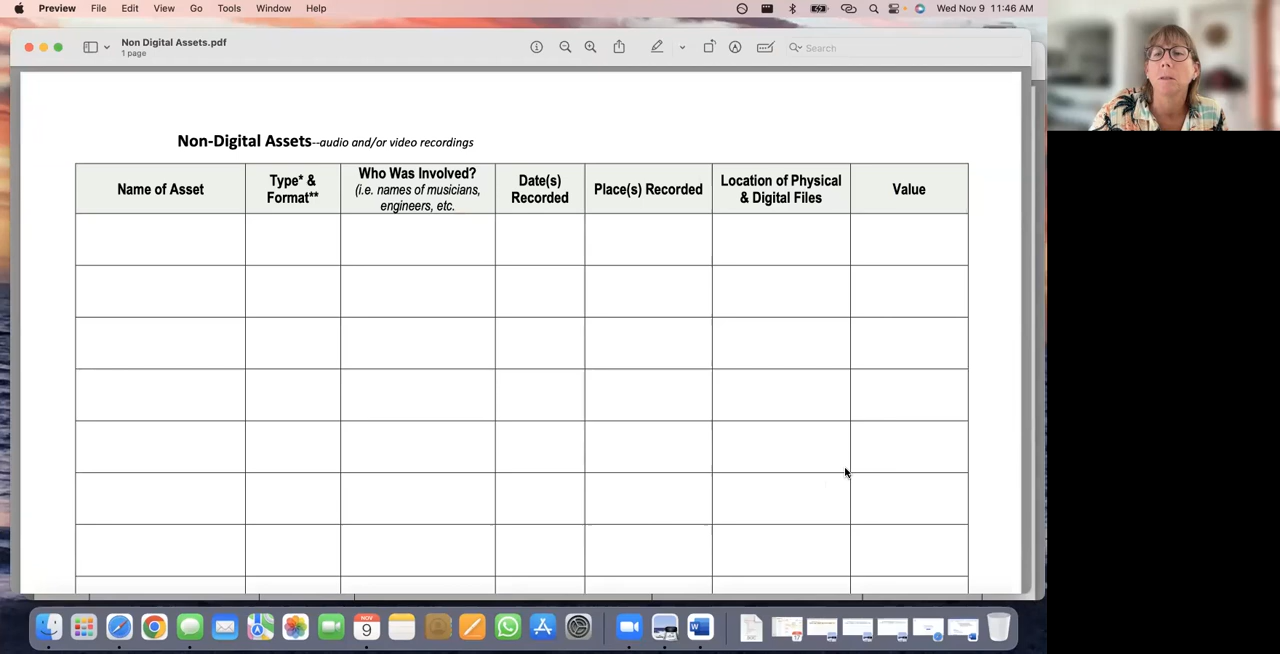 Preview File Edit View Go Tools Window Help Wed Nov 9 11:46 AM
Non Digital Assets.pdf
1 page
Search
Non-Digital Assets--audio and/or video recordings
Name of Asset
Type* &
Format**
Who Was Involved?
(i.e. names of musicians,
engineers, etc.
Date(s)
Recorded
Place(s) Recorded
Location of Physical
& Digital Files
Value
NOV
9